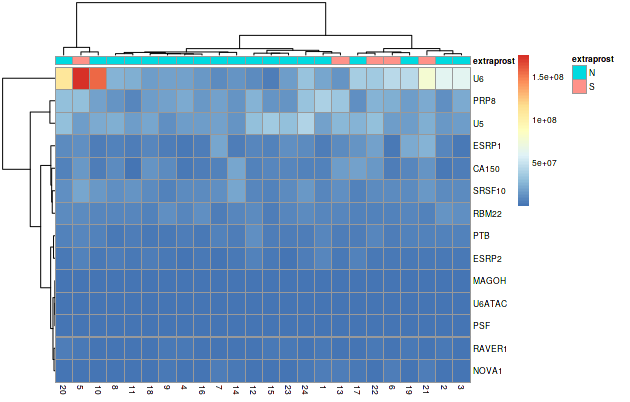 extraprost
extraprost
N
S
1.5e+08
1e+08
5e+07
U6
PRP8
U5
ESRP1
CA150
SRSF10
RBM22
PTB
ESRP2
MAGOH
U6ATAC
PSF
RAVER1
NOVA1
20 5 10 8 11 18 9 4 16 7 14 12 15 23 24 1 13 17 22 6 19 21 2 3